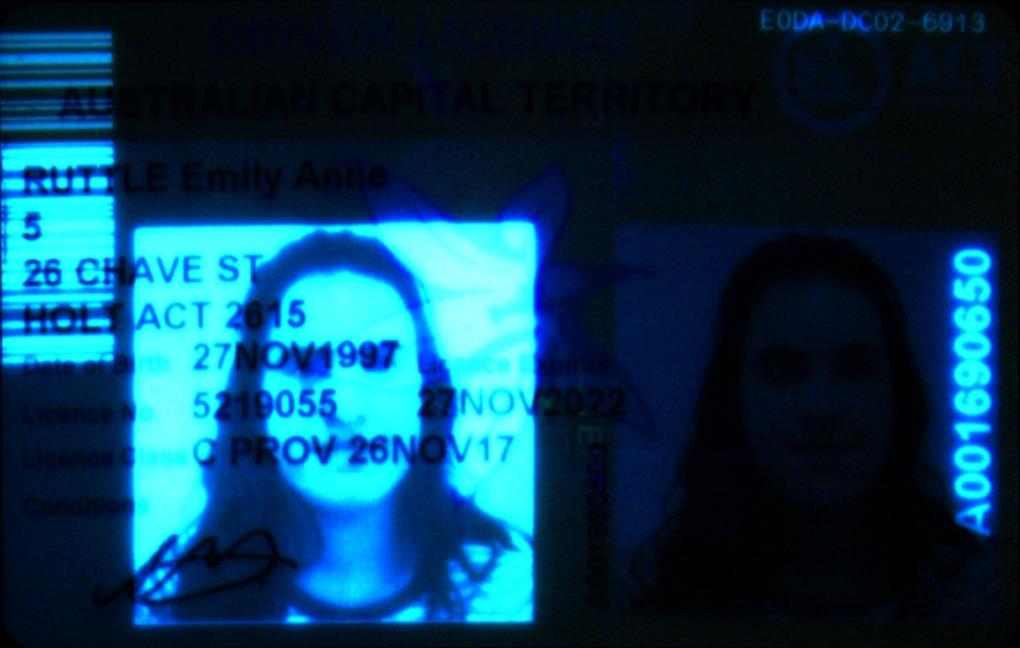 E0DA-DC02-6913
DRIVER LICENCE
ACT
AUSTRALIAN CAPITAL TERRITORY
RUTTLE Emily Anne
5
26 CHAVE ST
HOLT ACT 2615
Date of Birth 27NOV1997 Licence Expires
Licence No. 5219055 27NOV2022
Licence Class C PROV 26NOV17
Conditions
A001690650